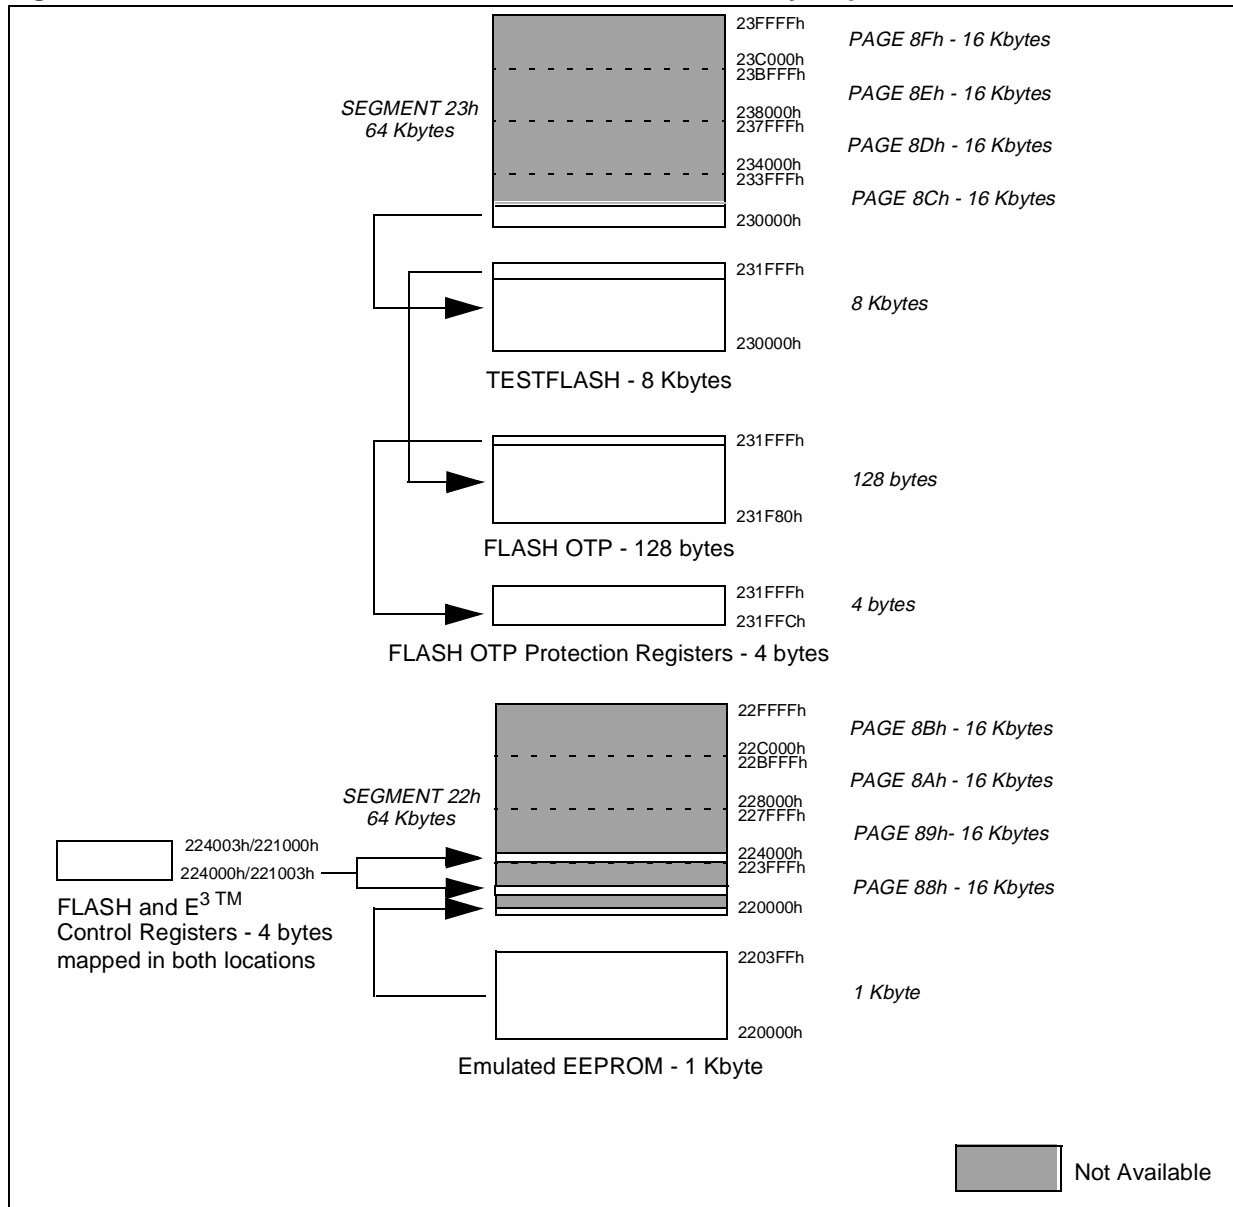 23FFFFh
PAGE 8Fh - 16 Kbytes
23C000h
23BFFFh
PAGE 8Eh - 16 Kbytes
SEGMENT 23h
64 Kbytes
238000h
237FFFh
PAGE 8Dh - 16 Kbytes
234000h
233FFFh
PAGE 8Ch - 16 Kbytes
230000h
231FFFh
8 Kbytes
230000h
TESTFLASH - 8 Kbytes
231FFFh
128 bytes
231F80h
FLASH OTP - 128 bytes
231FFFh
4 bytes
231FFCh
FLASH OTP Protection Registers - 4 bytes
22FFFFh
PAGE 8Bh - 16 Kbytes
22C000h
22BFFFh
PAGE 8Ah - 16 Kbytes
SEGMENT 22h
64 Kbytes
228000h
227FFFh
PAGE 89h- 16 Kbytes
224003h/221000h
224000h
223FFFh
224000h/221003h
PAGE 88h - 16 Kbytes
220000h
FLASH and E3 TM
Control Registers - 4 bytes
mapped in both locations
2203FFh
1 Kbyte
220000h
Emulated EEPROM - 1 Kbyte
Not Available